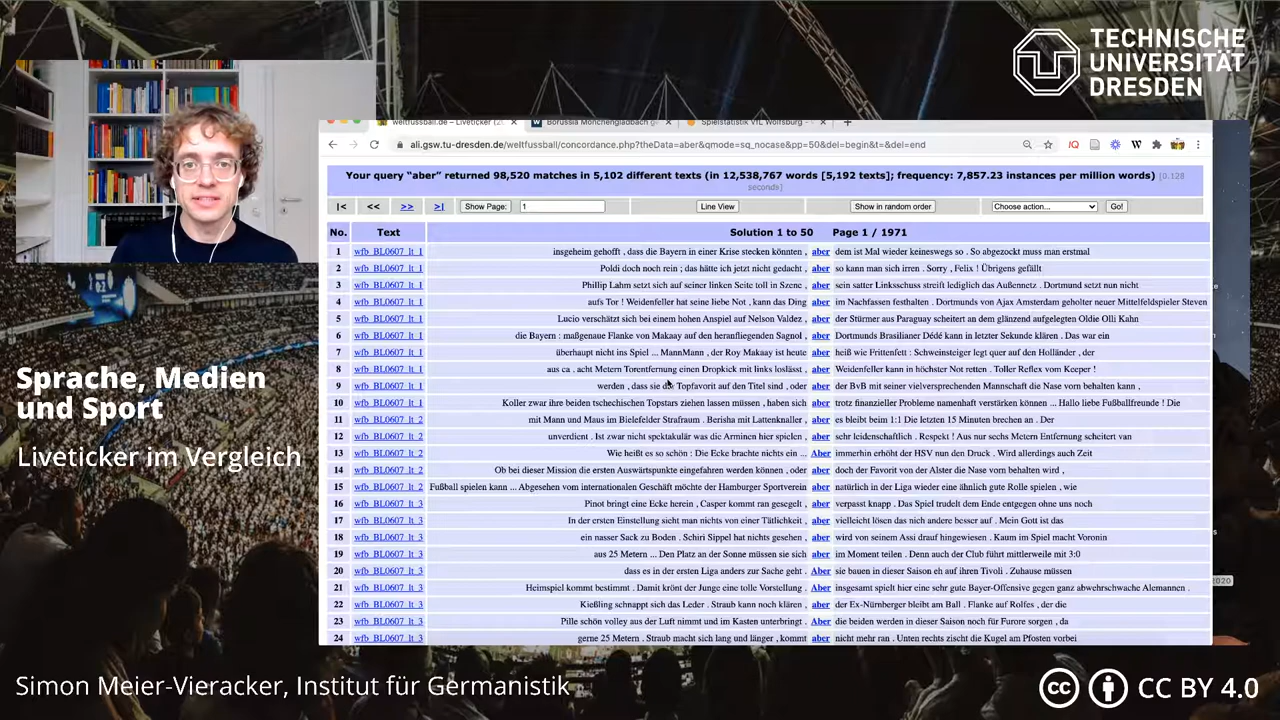 TECHNISCHE
UNIVERSITÄT
DRESDEN
weltfussball.de – Liveticker (20
Borussia Mönchengladbach g
Spielstatistik VfL Wolfsburg -
ali.gsw.tu-dresden.de/weltfussball/concordance.php?theData=aber&qmode=sq_nocase&pp=50&del=begin&t=&del=end
Your query "aber" returned 98,520 matches in 5,102 different texts (in 12,538,767 words [5,192 texts]; frequency: 7,857.23 instances per million words) [0.128
seconds]
|< << >> >| Show Page: 1 Line View Show in random order Choose action... Go!
No. Text Solution 1 to 50 Page 1 / 1971
1 wfb_BL0607_lt_1 insgeheim gehofft , dass die Bayern in einer Krise stecken könnten , aber dem ist Mal wieder keineswegs so . So abgezockt muss man erstmal
2 wfb_BL0607_lt_1 Poldi doch noch rein ; das hätte ich jetzt nicht gedacht , aber so kann man sich irren . Sorry , Felix ! Übrigens gefällt
3 wfb_BL0607_lt_1 Phillip Lahm setzt sich auf seiner linken Seite toll in Szene , aber sein satter Linksschuss streift lediglich das Außennetz . Dortmund setzt nun nicht
4 wfb_BL0607_lt_1 aufs Tor ! Weidenfeller hat seine liebe Not , kann das Ding aber im Nachfassen festhalten . Dortmunds von Ajax Amsterdam geholter neuer Mittelfeldspieler Steven
5 wfb_BL0607_lt_1 Lucio verschätzt sich bei einem hohen Anspiel auf Nelson Valdez , aber der Stürmer aus Paraguay scheitert an dem glänzend aufgelegten Oldie Olli Kahn
6 wfb_BL0607_lt_1 die Bayern : maßgenaue Flanke von Makaay auf den heranfliegenden Sagnol , aber Dortmunds Brasilianer Dédé kann in letzter Sekunde klären . Das war ein
7 wfb_BL0607_lt_1 überhaupt nicht ins Spiel ... MannMann , der Roy Makaay ist heute aber heiß wie Frittenfett : Schweinsteiger legt quer auf den Holländer , der
8 wfb_BL0607_lt_1 aus ca . acht Metern Torentfernung einen Dropkick mit links loslässt , aber Weidenfeller kann in höchster Not retten . Toller Reflex vom Keeper !
9 wfb_BL0607_lt_1 werden , dass sie die Topfavorit auf den Titel sind , oder aber der BvB mit seiner vielversprechenden Mannschaft die Nase vorn behalten kann ,
10 wfb_BL0607_lt_1 Koller zwar ihre beiden tschechischen Topstars ziehen lassen müssen , haben sich aber trotz finanzieller Probleme namenhaft verstärken können ... Hallo liebe Fußballfreunde ! Die
11 wfb_BL0607_lt_2 mit Mann und Maus im Bielefelder Strafraum . Berisha mit Lattenknaller , aber es bleibt beim 1:1 Die letzten 15 Minuten brechen an . Der
12 wfb_BL0607_lt_2 unverdient . Ist zwar nicht spektakulär was die Arminen hier spielen , aber sehr leidenschaftlich . Respekt ! Aus nur sechs Metern Entfernung scheitert van
13 wfb_BL0607_lt_2 Wie heißt es so schön : Die Ecke brachte nichts ein ... Aber immerhin erhöht der HSV nun den Druck . Wird allerdings auch Zeit
14 wfb_BL0607_lt_2 Ob bei dieser Mission die ersten Auswärtspunkte eingefahren werden können , oder aber doch der Favorit von der Alster die Nase vorn behalten wird ,
15 wfb_BL0607_lt_2 Fußball spielen kann ... Abgesehen vom internationalen Geschäft möchte der Hamburger Sportverein aber natürlich in der Liga wieder eine ähnlich gute Rolle spielen , wie
16 wfb_BL0607_lt_3 Pinot bringt eine Ecke herein , Casper kommt ran gesegelt , aber verpasst knapp . Das Spiel trudelt dem Ende entgegen ohne uns noch
17 wfb_BL0607_lt_3 In der ersten Einstellung sieht man nichts von einer Tätlichkeit , aber vielleicht lösen das nich andere besser auf . Mein Gott ist das
18 wfb_BL0607_lt_3 ein nasser Sack zu Boden . Schiri Sippel hat nichts gesehen , aber wird von seinem Assi drauf hingewiesen . Kaum im Spiel macht Voronin
19 wfb_BL0607_lt_3 aus 25 Metern ... Den Platz an der Sonne müssen sie sich aber im Moment teilen . Denn auch der Club führt mittlerweile mit 3:0
20 wfb_BL0607_lt_3 dass es in der ersten Liga anders zur Sache geht . Aber sie bauen in dieser Saison eh auf ihren Tivoli . Zuhause müssen
21 wfb_BL0607_lt_3 Heimspiel kommt bestimmt . Damit krönt der Junge eine tolle Vorstellung . Aber insgesamt spielt hier eine sehr gute Bayer-Offensive gegen ganz abwehrschwache Alemannen .
22 wfb_BL0607_lt_3 Kießling schnappt sich das Leder . Straub kann noch klären , aber der Ex-Nürnberger bleibt am Ball . Flanke auf Rolfes , der die
23 wfb_BL0607_lt_3 Pille schön volley aus der Luft nimmt und im Kasten unterbringt . Aber die beiden werden in dieser Saison noch für Furore sorgen , da
24 wfb_BL0607_lt_3 gerne 25 Metern . Straub macht sich lang und länger , kommt aber nicht mehr ran . Unten rechts zischt die Kugel am Pfosten vorbei
2020
Sprache, Medien
und Sport
Liveticker im Vergleich
Simon Meier-Vieracker, Institut für Germanistik
CC BY 4.0